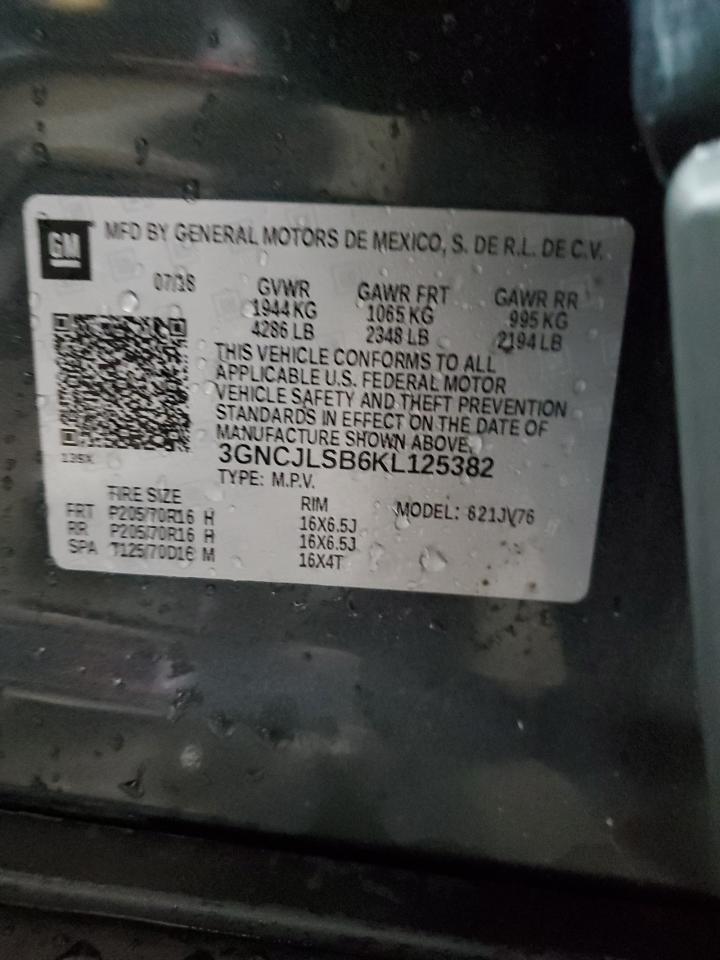 GM MFD BY GENERAL MOTORS DE MEXICO, S. DE R.L. DE C.V.
07/18 GVWR GAWR FRT GAWR RR
1944 KG 1065 KG 995 KG
4286 LB 2348 LB 2194 LB
THIS VEHICLE CONFORMS TO ALL
APPLICABLE U.S. FEDERAL MOTOR
VEHICLE SAFETY AND THEFT PREVENTION
STANDARDS IN EFFECT ON THE DATE OF
MANUFACTURE SHOWN ABOVE.
135X 3GNCJLSB6KL125382
TYPE: M.P.V.
TIRE SIZE RIM MODEL: 621JV76
FRT P205/70R16 H 16X6.5J
RR P205/70R16 H 16X6.5J
SPA T125/70D16 M 16X4T